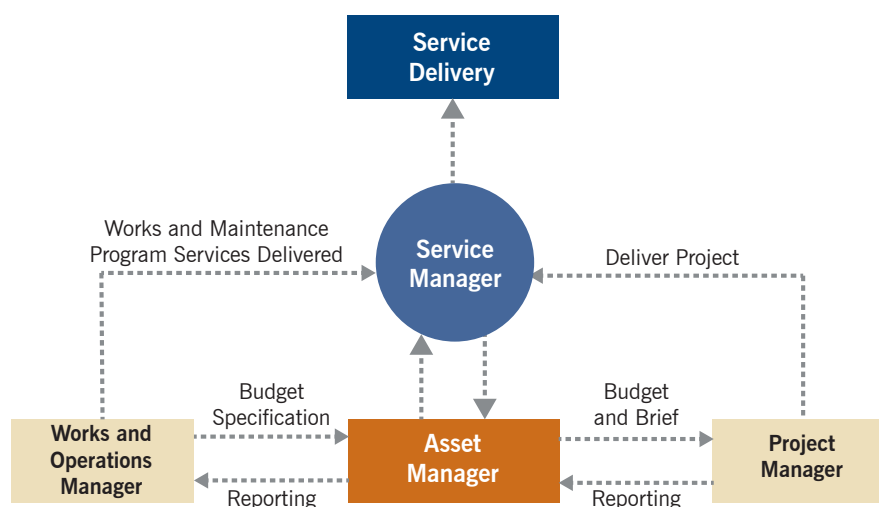 Service
Delivery
Works and Maintenance
Program Services Delivered
Service
Manager
Deliver Project
Budget
Specification
Budget
and Brief
Works and
Operations
Manager
Asset
Manager
Project
Manager
Reporting
Reporting